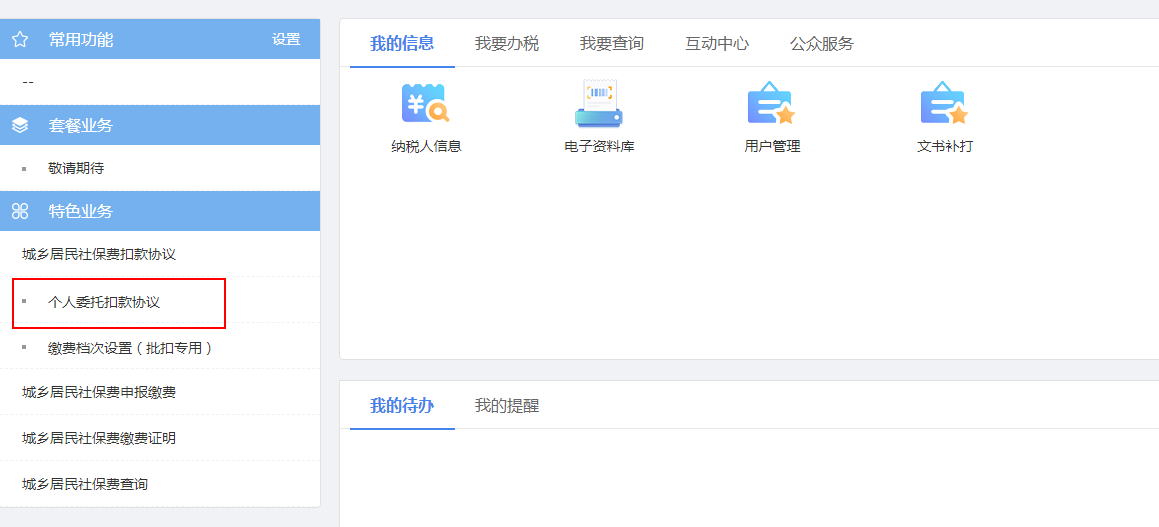 常用功能 设置
--
套餐业务
敬请期待
特色业务
城乡居民社保费扣款协议
个人委托扣款协议
缴费档次设置（批扣专用）
城乡居民社保费申报缴费
城乡居民社保费缴费证明
城乡居民社保费查询
我的信息 我要办税 我要查询 互动中心 公众服务
纳税人信息 电子资料库 用户管理 文书补打
我的待办 我的提醒